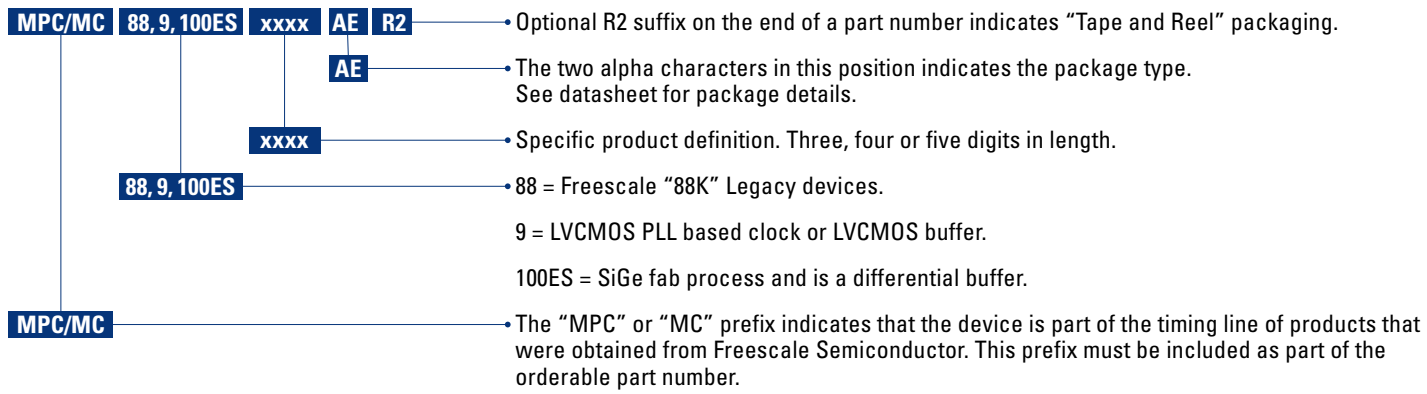 MPC/MC 88, 9, 100ES xxxx AE R2 Optional R2 suffix on the end of a part number indicates “Tape and Reel” packaging.
AE The two alpha characters in this position indicates the package type.
See datasheet for package details.
xxxx Specific product definition. Three, four or five digits in length.
88, 9, 100ES 88 = Freescale “88K” Legacy devices.
9 = LVCMOS PLL based clock or LVCMOS buffer.
100ES = SiGe fab process and is a differential buffer.
MPC/MC The “MPC” or “MC” prefix indicates that the device is part of the timing line of products that
were obtained from Freescale Semiconductor. This prefix must be included as part of the
orderable part number.